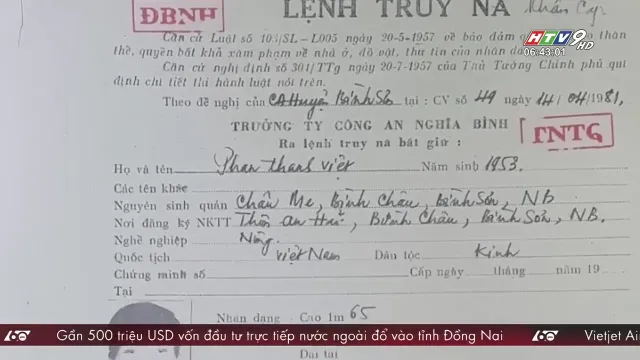 ĐBNH
LỆNH TRUY NÃ Khẩn Cấp
HTV9 HD
06:43:01
Căn cứ Luật số 103/SL-L005 ngày 20-5-1957 về bảo đảm thân
thể, quyền bất khả xâm phạm về nhà ở, đồ vật, thư tín của nhân
Căn cứ nghị định số 301/TTg ngày 20-7-1957 của Thủ Tướng Chính phủ qui
định chi tiết thi hành luật nói trên.
Theo đề nghị của CA Huyện Bình Sơn tại : CV số 49 ngày 14/04/1981.
TRƯỞNG TY CÔNG AN NGHĨA BÌNH
TNTG
Ra lệnh truy nã bắt giữ :
Họ và tên Phan thanh việt Năm sinh 1953.
Các tên khác
Nguyên sinh quán Châu Me, Bình Châu, Bình Sơn, NB
Nơi đăng ký NKTT Thôn An Hải, Bình Châu, Bình Sơn, NB.
Nghề nghiệp Nông
Quốc tịch việt Nam Dân tộc Kinh
Chứng minh số Cấp ngày tháng năm 19
Tại
Nhận dạng Cao 1m 65
60 Gần 500 triệu USD vốn đầu tư trực tiếp nước ngoài đổ vào tỉnh Đồng Nai 60 Vietjet Ai
Dái tai